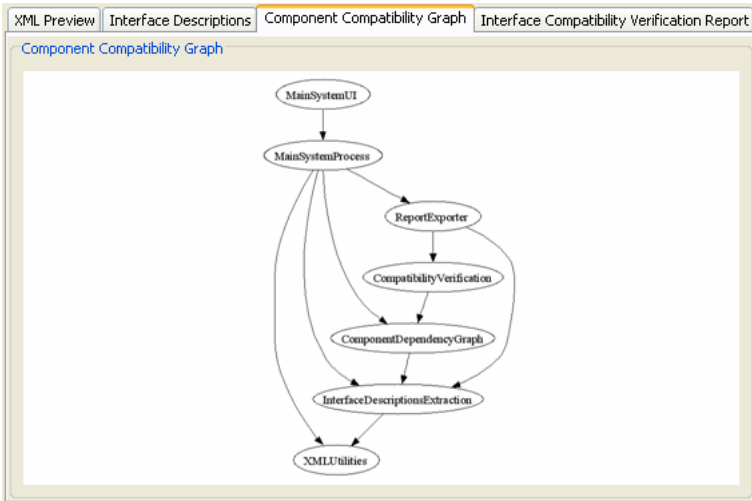 XML Preview
Interface Descriptions
Component Compatibility Graph
Interface Compatibility Verification Report
Component Compatibility Graph
MainSystemUI
MainSystemProcess
ReportExporter
CompatibilityVerification
ComponentDependencyGraph
InterfaceDescriptionsExtraction
XMLUtilities